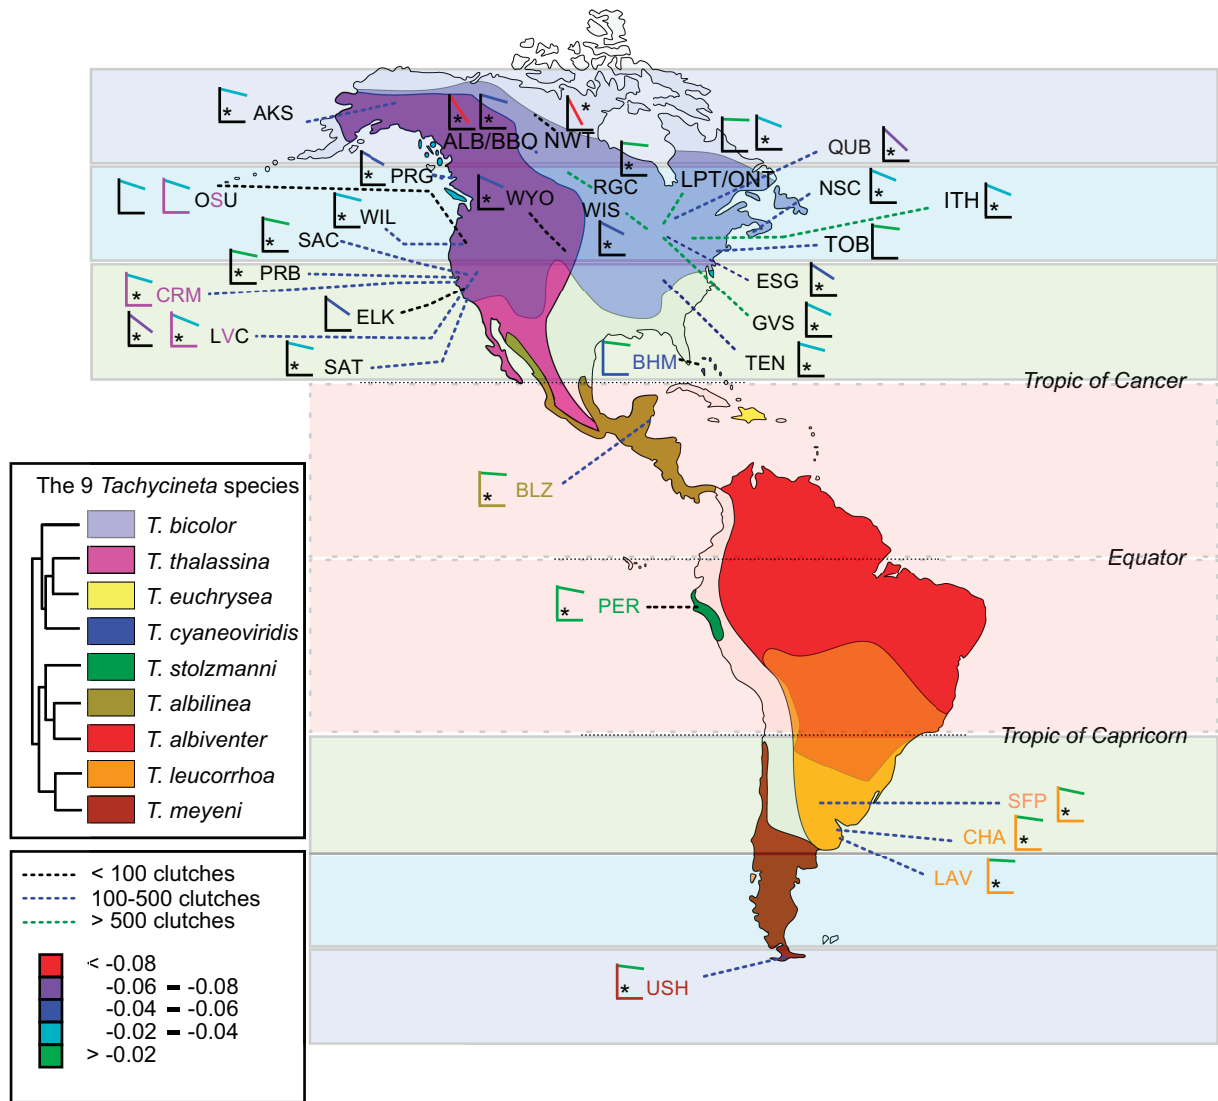 AKS
ALB/BBO NWT
QUB
PRG
RGC
LPT/ONT
NSC
ITH
OSU
WYO
WIS
WIL
SAC
TOB
PRB
ESG
CRM
ELK
GVS
LVC
SAT
BHM
TEN
Tropic of Cancer
BLZ
The 9 Tachycineta species
T. bicolor
T. thalassina
T. euchrysea
T. cyaneoviridis
T. stolzmanni
T. albilinea
T. albiventer
T. leucorrhoa
T. meyeni
Equator
PER
Tropic of Capricorn
SFP
CHA
LAV
USH
< 100 clutches
100-500 clutches
> 500 clutches
< -0.08
-0.06 - -0.08
-0.04 - -0.06
-0.02 - -0.04
> -0.02